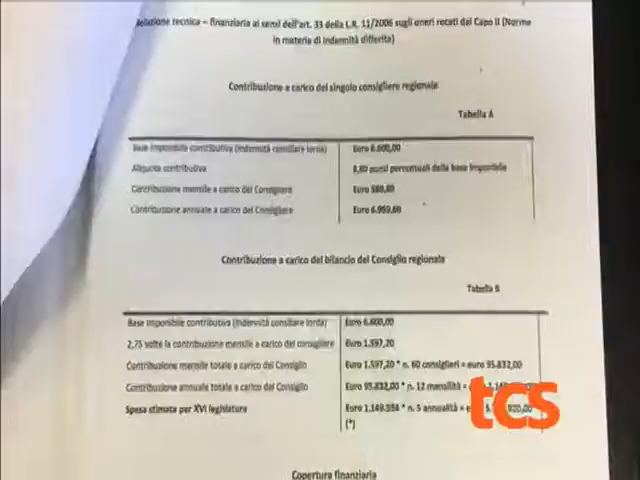 Relazione tecnica – finanziaria ai sensi dell'art. 33 della L.R. 11/2006 sugli oneri recati dal Capo II (Norme
in materia di indennità differita)
Contribuzione a carico del singolo consigliere regionale
Tabella A
Base imponibile contributiva (indennità consiliare lorda) Euro 6.600,00
Aliquota contributiva 8,80 punti percentuali della base imponibile
Contribuzione mensile a carico del Consigliere Euro 580,80
Contribuzione annuale a carico del Consigliere Euro 6.969,60
Contribuzione a carico del bilancio del Consiglio regionale
Tabella B
Base imponibile contributiva (indennità consiliare lorda) Euro 6.600,00
2,75 volte la contribuzione mensile a carico del consigliere Euro 1.597,20
Contribuzione mensile totale a carico del Consiglio Euro 1.597,20 * n. 60 consiglieri = euro 95.832,00
Contribuzione annuale totale a carico del Consiglio Euro 95.832,00 * n. 12 mensilità =
Spesa stimata per XVI legislatura Euro 1.149.984 * n. 5 annualità =
(*)
tcs
Copertura finanziaria